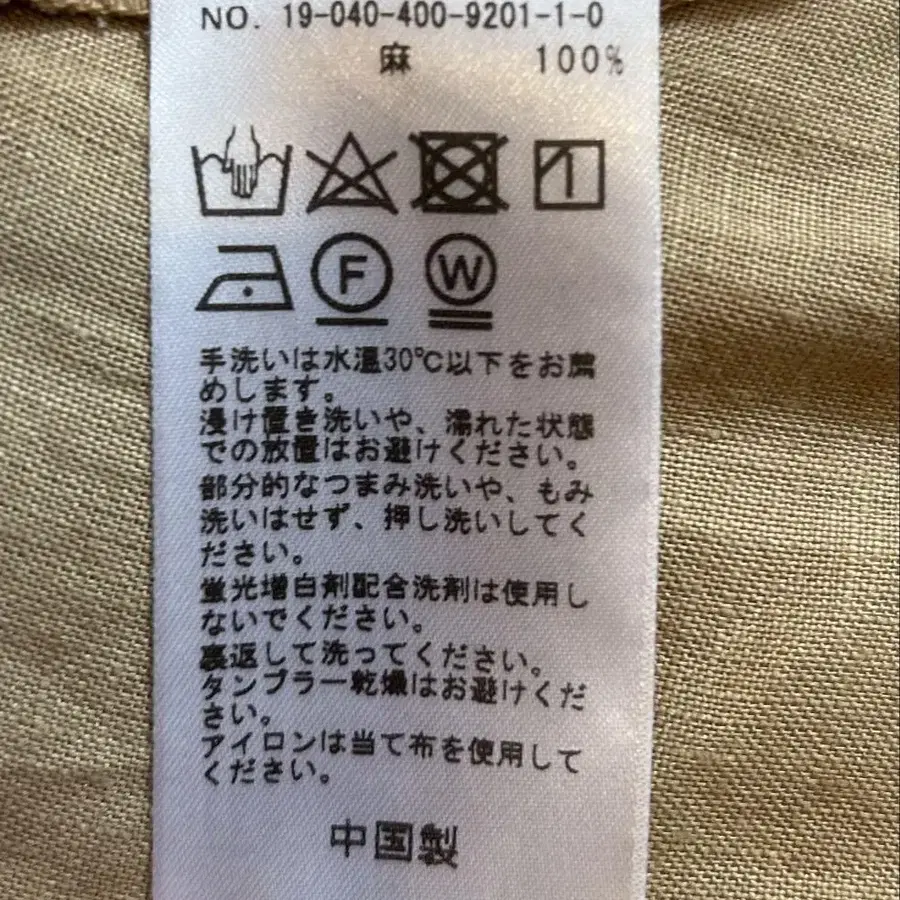 NO. 19-040-400-9201-1-0
麻 100%
F W
手洗いは水温30℃以下をお薦
めします。
浸け置き洗いや、濡れた状態
での放置はお避けください。
部分的なつまみ洗いや、もみ
洗いはせず、押し洗いしてく
ださい。
蛍光増白剤配合洗剤は使用し
ないでください。
裏返して洗ってください。
タンブラー乾燥はお避けくだ
さい。
アイロンは当て布を使用して
ください。
中国製